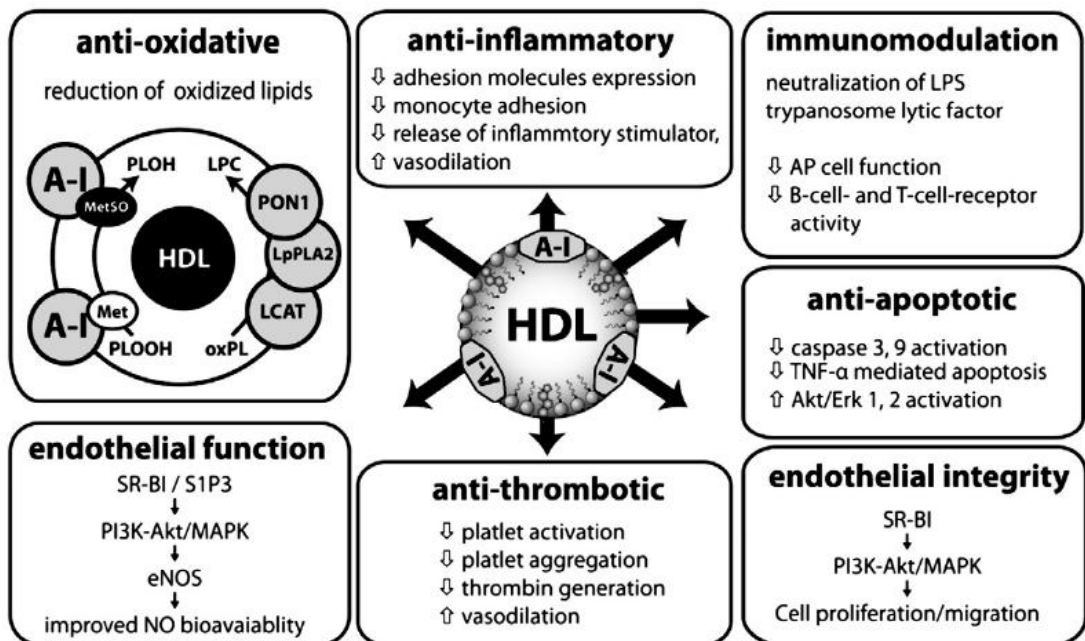 anti-oxidative
reduction of oxidized lipids
A-I
PLOH
LPC
MetSO
PON1
HDL
LpPLA2
A-I
Met
LCAT
PLOOH
oxPL
anti-inflammatory
⇩ adhesion molecules expression
⇩ monocyte adhesion
⇩ release of inflammtory stimulator,
⇧ vasodilation
immunomodulation
neutralization of LPS
trypanosome lytic factor
⇩ AP cell function
⇩ B-cell- and T-cell-receptor
activity
A-I
HDL
A-I
A-I
anti-apoptotic
⇩ caspase 3, 9 activation
⇩ TNF-α mediated apoptosis
⇧ Akt/Erk 1, 2 activation
endothelial function
SR-BI / S1P3
PI3K-Akt/MAPK
eNOS
improved NO bioavaiablity
anti-thrombotic
⇩ platlet activation
⇩ platlet aggregation
⇩ thrombin generation
⇧ vasodilation
endothelial integrity
SR-BI
PI3K-Akt/MAPK
Cell proliferation/migration